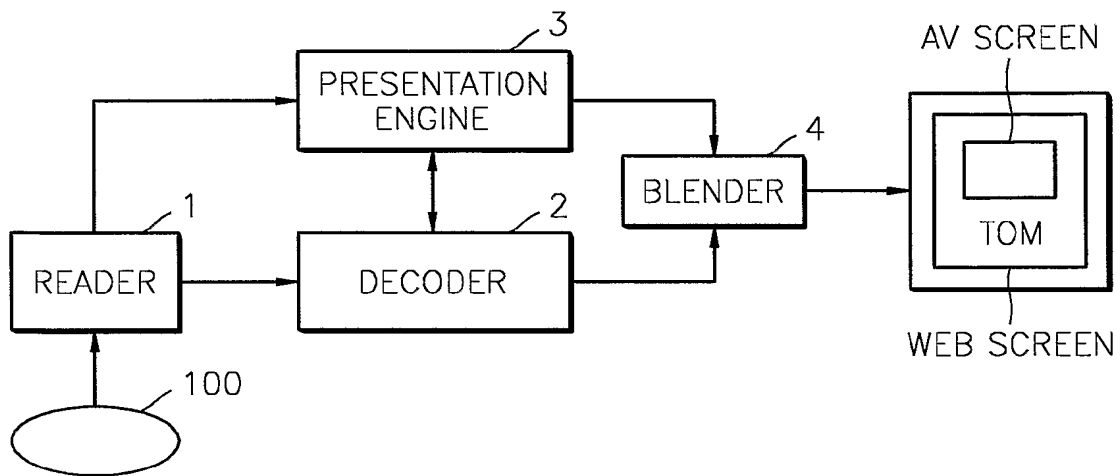 3
PRESENTATION
ENGINE
AV SCREEN
4
BLENDER
1
READER
2
DECODER
TOM
WEB SCREEN
100